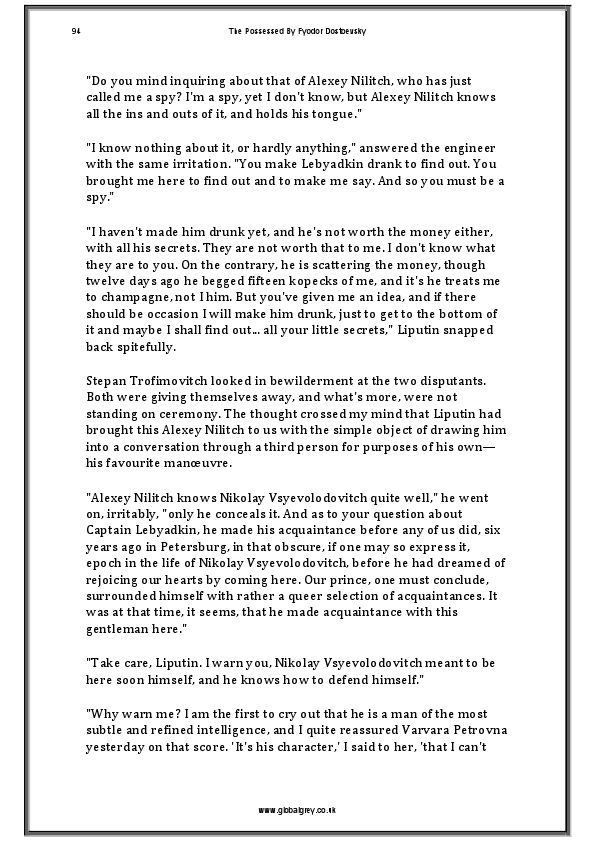 94
The Possessed By Fyodor Dostoevsky
"Do you mind inquiring about that of Alexey Nilitch, who has just
called me a spy? I'm a spy, yet I don't know, but Alexey Nilitch knows
all the ins and outs of it, and holds his tongue."
"I know nothing about it, or hardly anything," answered the engineer
with the same irritation. "You make Lebyadkin drank to find out. You
brought me here to find out and to make me say. And so you must be a
spy."
"I haven't made him drunk yet, and he's not worth the money either,
with all his secrets. They are not worth that to me. I don't know what
they are to you. On the contrary, he is scattering the money, though
twelve days ago he begged fifteen kopecks of me, and it's he treats me
to champagne, not I him. But you've given me an idea, and if there
should be occasion I will make him drunk, just to get to the bottom of
it and maybe I shall find out... all your little secrets," Liputin snapped
back spitefully.
Stepan Trofimovitch looked in bewilderment at the two disputants.
Both were giving themselves away, and what's more, were not
standing on ceremony. The thought crossed my mind that Liputin had
brought this Alexey Nilitch to us with the simple object of drawing him
into a conversation through a third person for purposes of his own—
his favourite manœuvre.
"Alexey Nilitch knows Nikolay Vsyevolodovitch quite well," he went
on, irritably, "only he conceals it. And as to your question about
Captain Lebyadkin, he made his acquaintance before any of us did, six
years ago in Petersburg, in that obscure, if one may so express it,
epoch in the life of Nikolay Vsyevolodovitch, before he had dreamed of
rejoicing our hearts by coming here. Our prince, one must conclude,
surrounded himself with rather a queer selection of acquaintances. It
was at that time, it seems, that he made acquaintance with this
gentleman here."
"Take care, Liputin. I warn you, Nikolay Vsyevolodovitch meant to be
here soon himself, and he knows how to defend himself."
"Why warn me? I am the first to cry out that he is a man of the most
subtle and refined intelligence, and I quite reassured Varvara Petrovna
yesterday on that score. 'It's his character,' I said to her, 'that I can't
www.globalgrey.co.uk